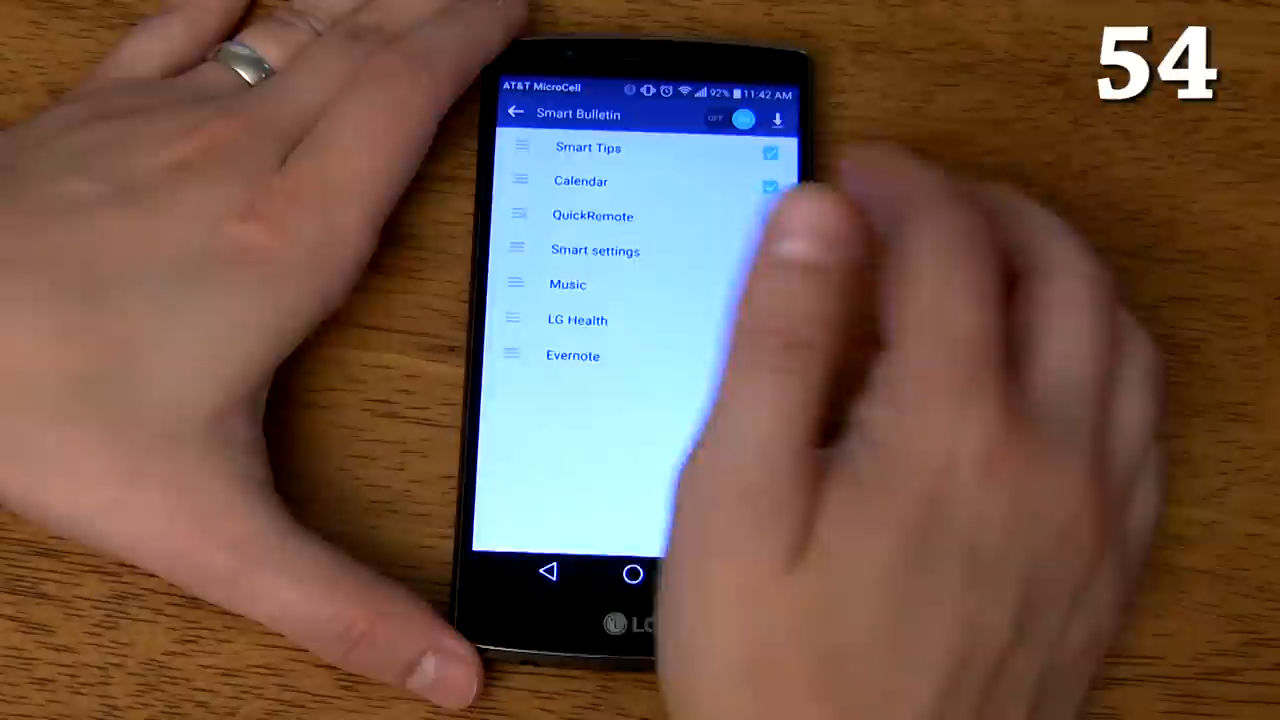 54
AT&T MicroCell 92% 11:42 AM
Smart Bulletin OFF
Smart Tips
Calendar
QuickRemote
Smart settings
Music
LG Health
Evernote
LG